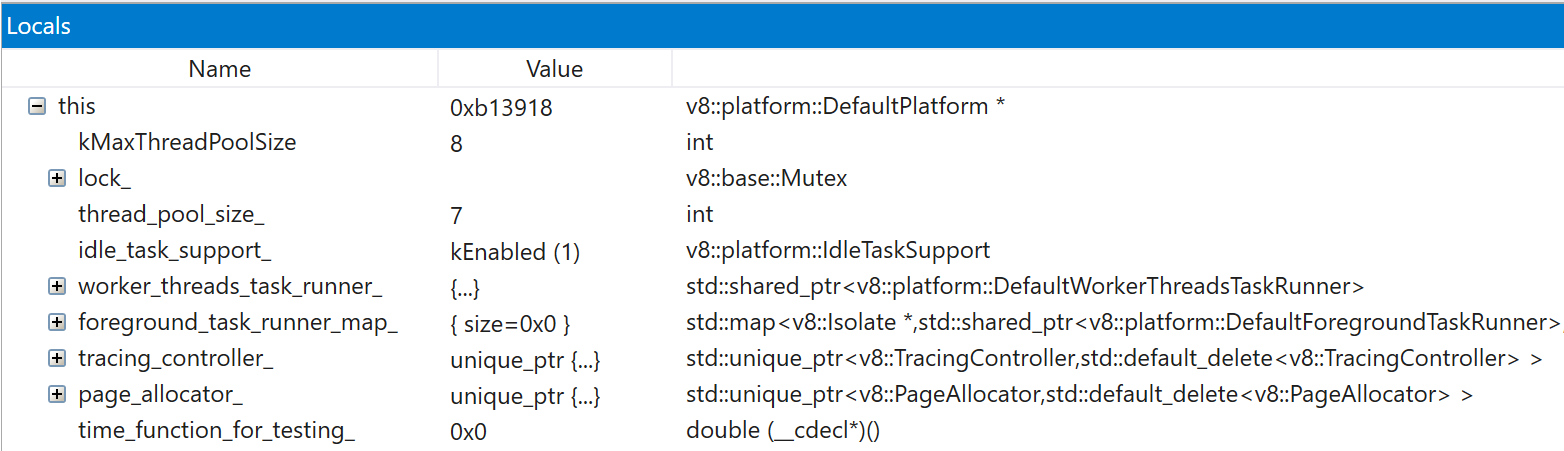 Locals
Name Value
this 0xb13918 v8::platform::DefaultPlatform *
kMaxThreadPoolSize 8 int
lock_ v8::base::Mutex
thread_pool_size_ 7 int
idle_task_support_ kEnabled (1) v8::platform::IdleTaskSupport
worker_threads_task_runner_ {...} std::shared_ptr<v8::platform::DefaultWorkerThreadsTaskRunner>
foreground_task_runner_map_ { size=0x0 } std::map<v8::Isolate *,std::shared_ptr<v8::platform::DefaultForegroundTaskRunner>,
tracing_controller_ unique_ptr {...} std::unique_ptr<v8::TracingController,std::default_delete<v8::TracingController> >
page_allocator_ unique_ptr {...} std::unique_ptr<v8::PageAllocator,std::default_delete<v8::PageAllocator> >
time_function_for_testing_ 0x0 double (__cdecl*)()